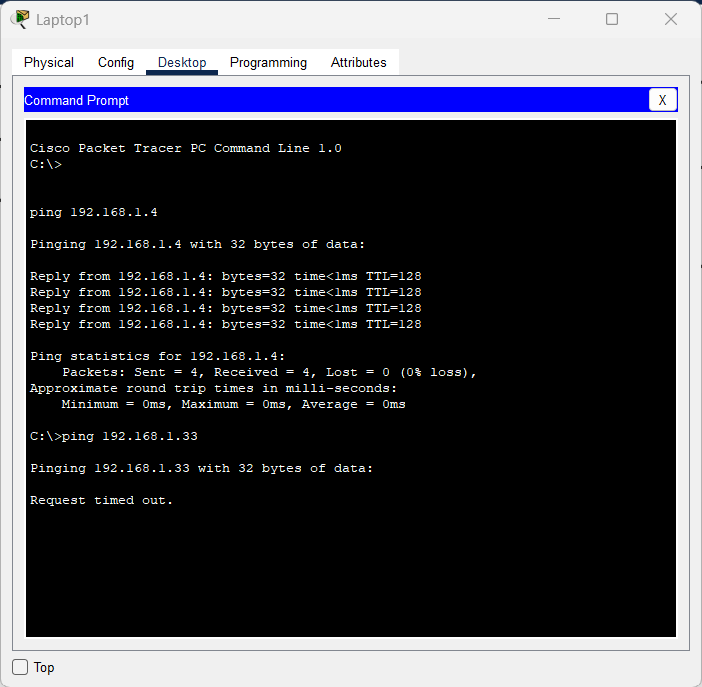 Laptop1
Physical Config Desktop Programming Attributes
Command Prompt X
Cisco Packet Tracer PC Command Line 1.0
C:\>
ping 192.168.1.4
Pinging 192.168.1.4 with 32 bytes of data:
Reply from 192.168.1.4: bytes=32 time<1ms TTL=128
Reply from 192.168.1.4: bytes=32 time<1ms TTL=128
Reply from 192.168.1.4: bytes=32 time<1ms TTL=128
Reply from 192.168.1.4: bytes=32 time<1ms TTL=128
Ping statistics for 192.168.1.4:
Packets: Sent = 4, Received = 4, Lost = 0 (0% loss),
Approximate round trip times in milli-seconds:
Minimum = 0ms, Maximum = 0ms, Average = 0ms
C:\>ping 192.168.1.33
Pinging 192.168.1.33 with 32 bytes of data:
Request timed out.
Top